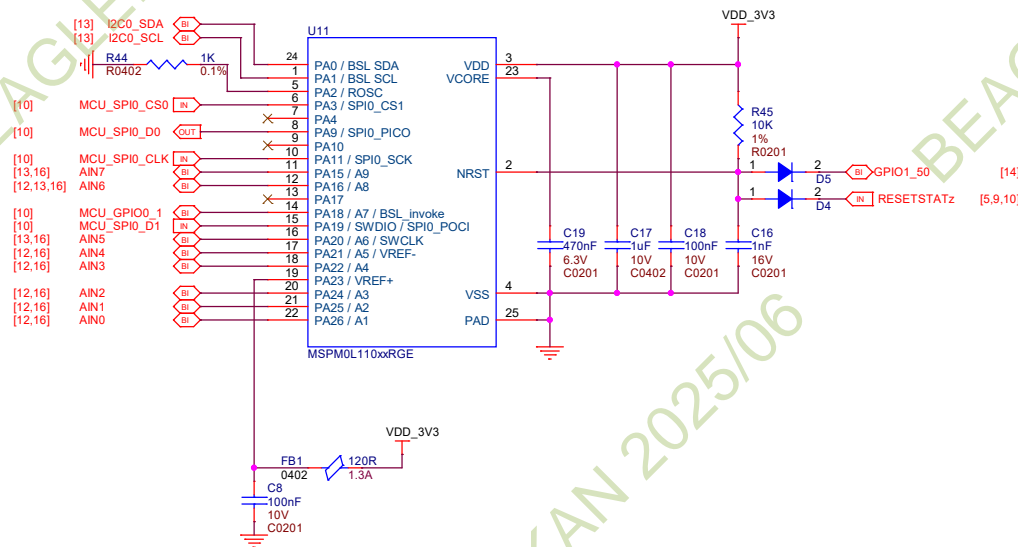 VDD_3V3
[13] I2C0_SDA BI
[13] I2C0_SCL BI
R44 1K
R0402 0.1%
[10] MCU_SPI0_CS0 IN
[10] MCU_SPI0_D0 OUT
[10] MCU_SPI0_CLK IN
[13,16] AIN7 BI
[12,13,16] AIN6 BI
[10] MCU_GPIO0_1 BI
[10] MCU_SPI0_D1 IN
[13,16] AIN5 BI
[12,16] AIN4 BI
[12,16] AIN3 BI
[12,16] AIN2 BI
[12,16] AIN1 BI
[12,16] AIN0 BI
U11
24 PA0 / BSL SDA
1 PA1 / BSL SCL
5 PA2 / ROSC
6 PA3 / SPI0_CS1
7 PA4
8 PA9 / SPI0_PICO
9 PA10
10 PA11 / SPI0_SCK
11 PA15 / A9
12 PA16 / A8
13 PA17
14 PA18 / A7 / BSL_invoke
15 PA19 / SWDIO / SPI0_POCI
16 PA20 / A6 / SWCLK
17 PA21 / A5 / VREF-
18 PA22 / A4
19 PA23 / VREF+
20 PA24 / A3
21 PA25 / A2
22 PA26 / A1
VDD 3
VCORE 23
NRST 2
VSS 4
PAD 25
MSPM0L110xxRGE
R45
10K
1%
R0201
1 2 BI GPIO1_50 [14]
D5
1 2 IN RESETSTATz [5,9,10]
D4
C19
470nF
6.3V
C0201
C17
1uF
10V
C0402
C18
100nF
10V
C0201
C16
1nF
16V
C0201
VDD_3V3
FB1 120R
0402 1.3A
C8
100nF
10V
C0201
EAGLE
BEAG
KAN 2025/06